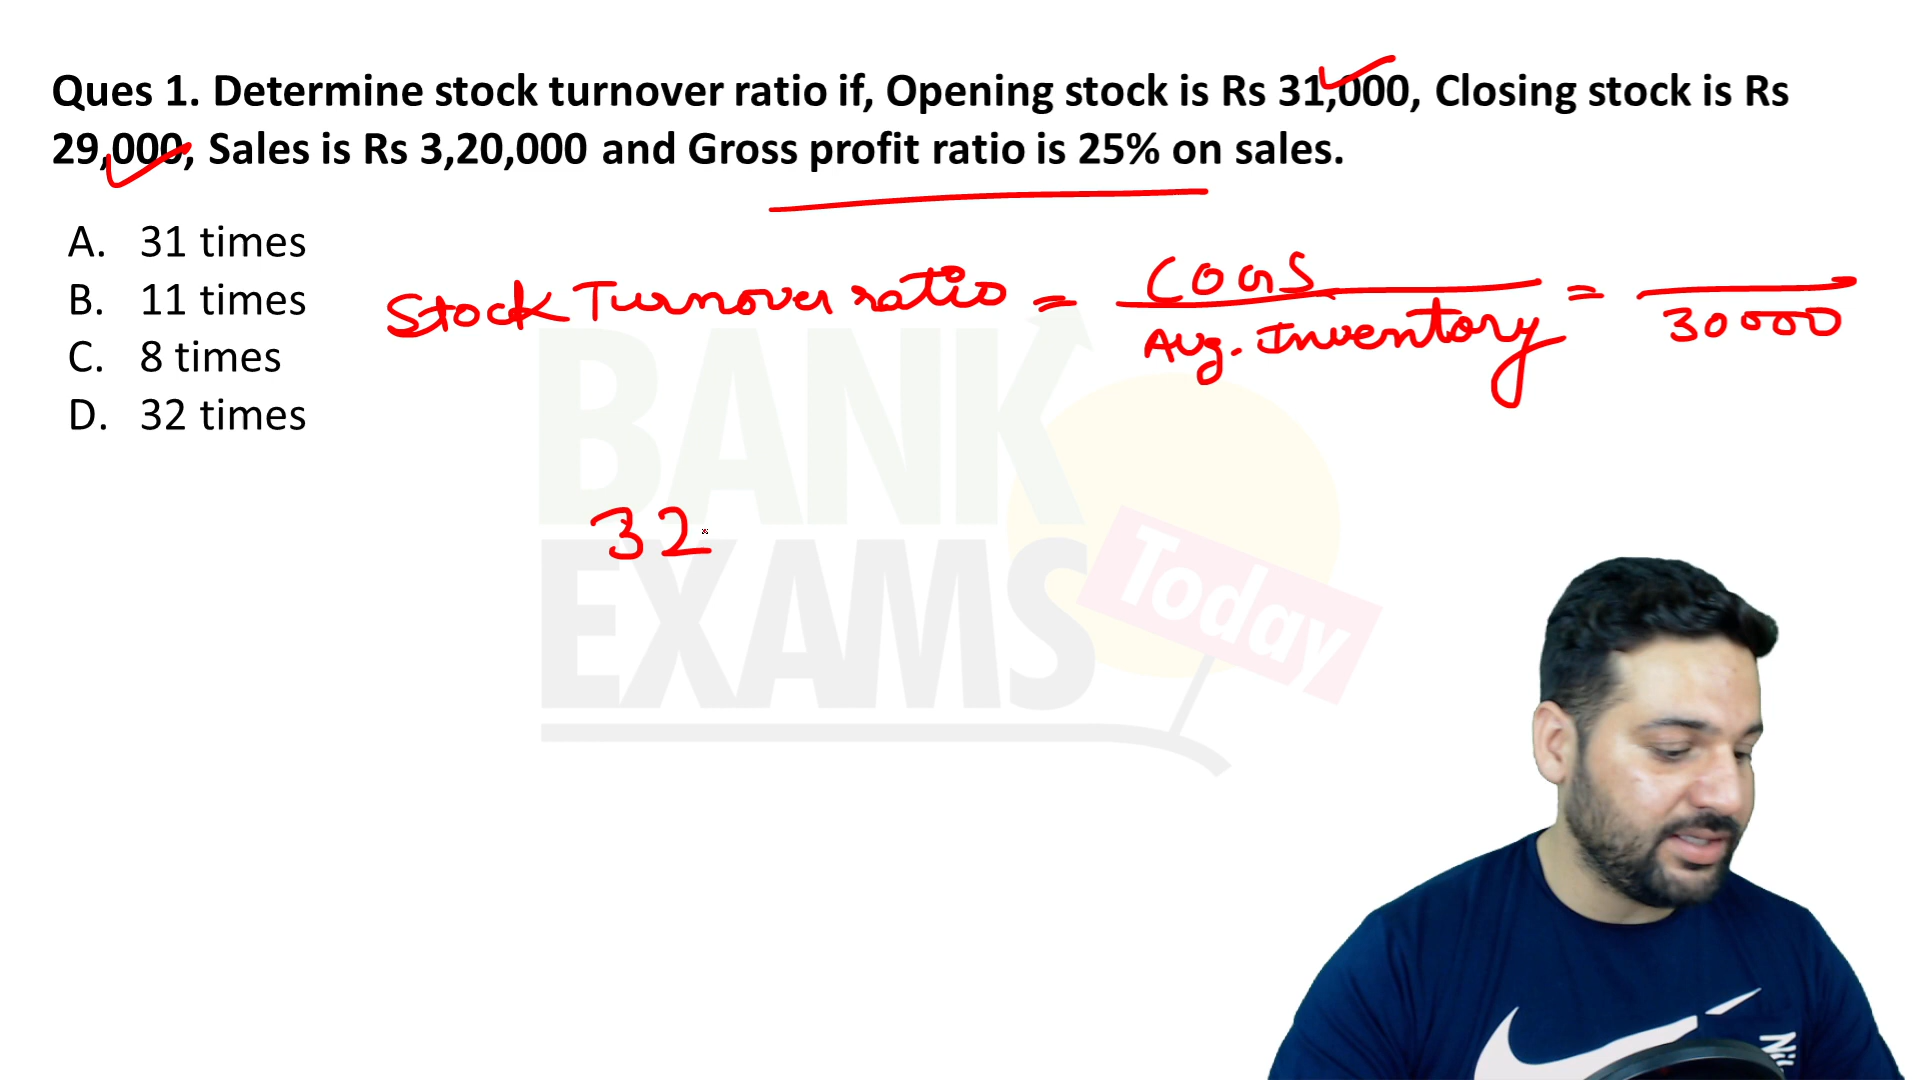 Ques 1. Determine stock turnover ratio if, Opening stock is Rs 31,000, Closing stock is Rs
29,000, Sales is Rs 3,20,000 and Gross profit ratio is 25% on sales.
A. 31 times
B. 11 times
C. 8 times
D. 32 times
Stock Turnover ratio = COGS / Avg. Inventory = / 30000
32
BANK
EXAMS
Today